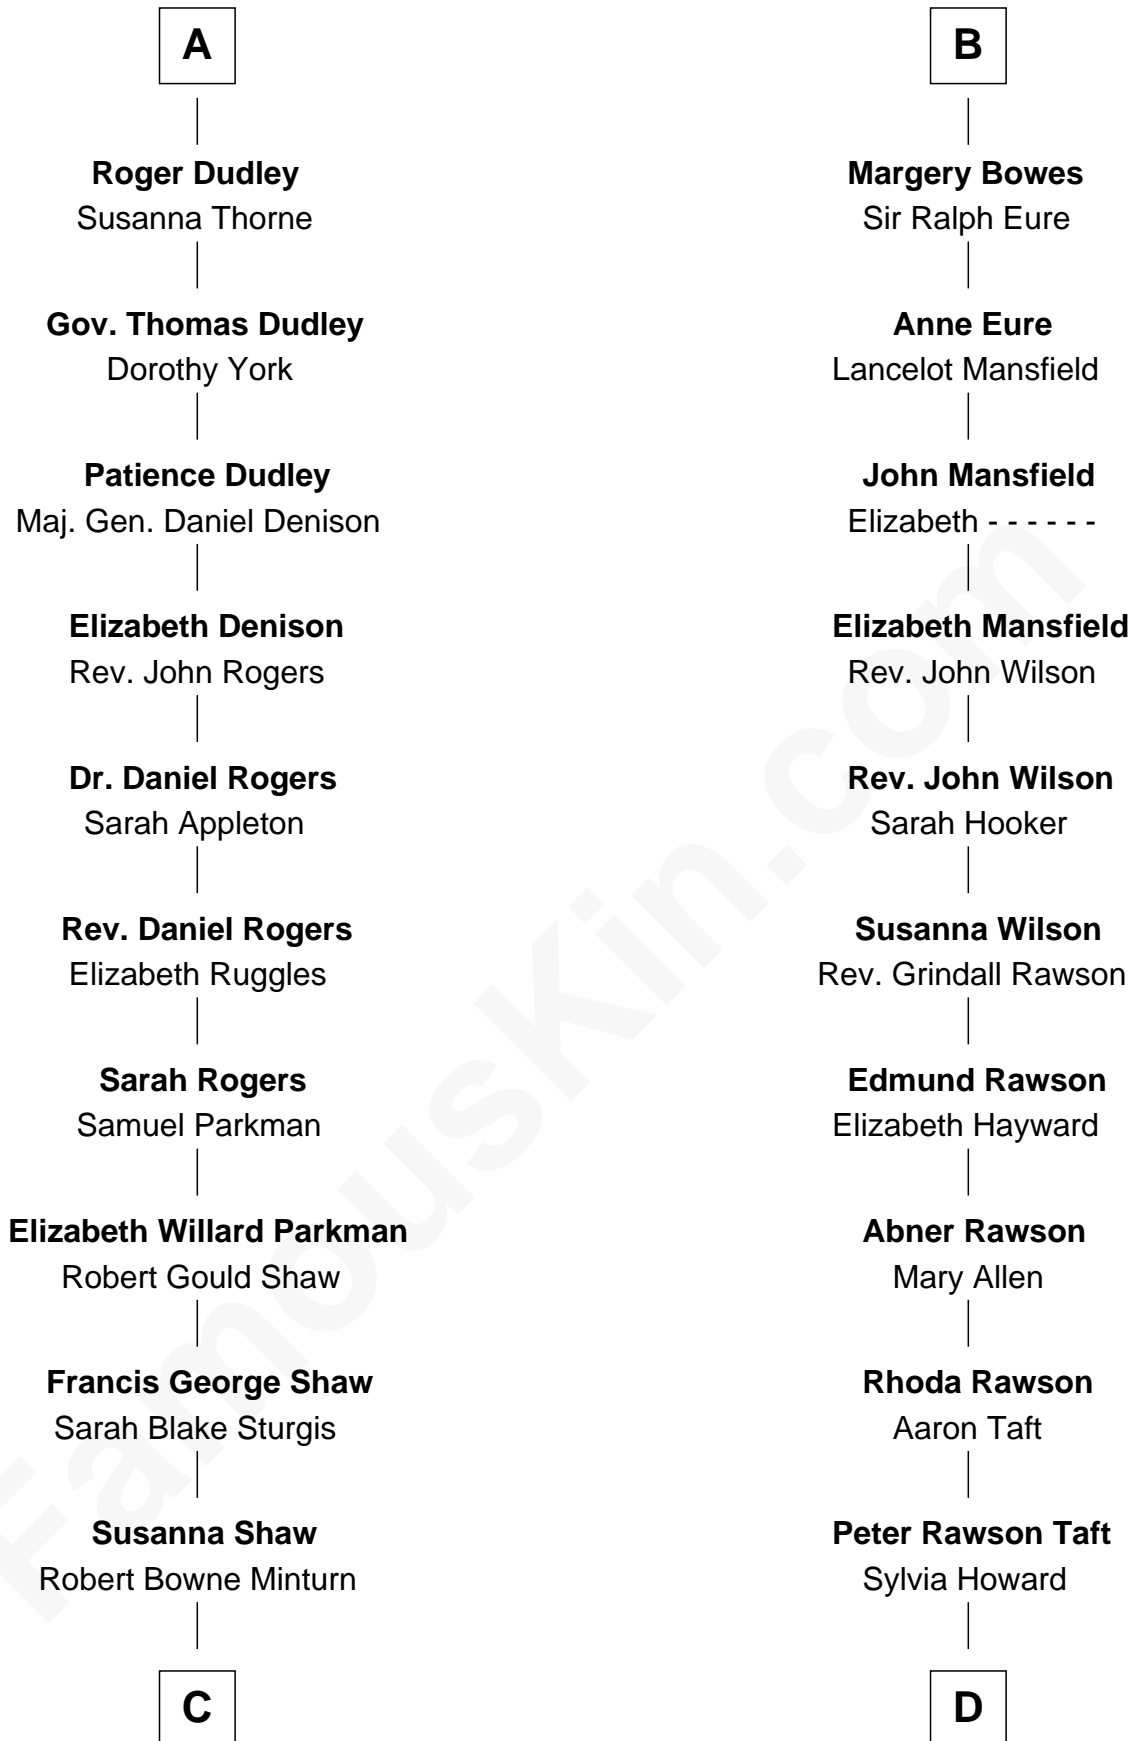 A
Roger Dudley
Susanna Thorne
Gov. Thomas Dudley
Dorothy York
Patience Dudley
Maj. Gen. Daniel Denison
Elizabeth Denison
Rev. John Rogers
Dr. Daniel Rogers
Sarah Appleton
Rev. Daniel Rogers
Elizabeth Ruggles
Sarah Rogers
Samuel Parkman
Elizabeth Willard Parkman
Robert Gould Shaw
Francis George Shaw
Sarah Blake Sturgis
Susanna Shaw
Robert Bowne Minturn
C
B
Margery Bowes
Sir Ralph Eure
Anne Eure
Lancelot Mansfield
John Mansfield
Elizabeth - - - - - -
Elizabeth Mansfield
Rev. John Wilson
Rev. John Wilson
Sarah Hooker
Susanna Wilson
Rev. Grindall Rawson
Edmund Rawson
Elizabeth Hayward
Abner Rawson
Mary Allen
Rhoda Rawson
Aaron Taft
Peter Rawson Taft
Sylvia Howard
D
FamousKin.com